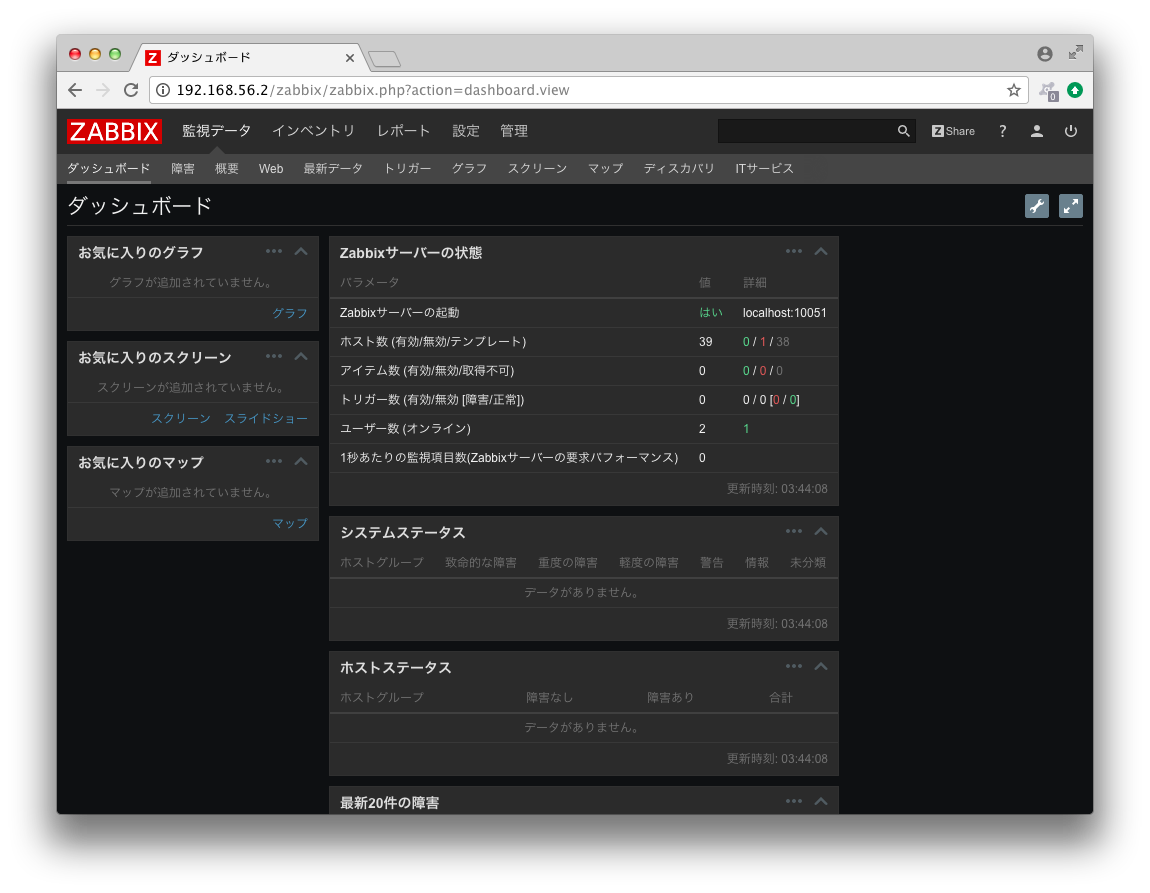 ダッシュボード
192.168.56.2/zabbix/zabbix.php?action=dashboard.view
0
ZABBIX 監視データ インベントリ レポート 設定 管理 Z Share ?
ダッシュボード 障害 概要 Web 最新データ トリガー グラフ スクリーン マップ ディスカバリ ITサービス
ダッシュボード
お気に入りのグラフ
グラフが追加されていません。
グラフ
お気に入りのスクリーン
スクリーンが追加されていません。
スクリーン スライドショー
お気に入りのマップ
マップが追加されていません。
マップ
Zabbixサーバーの状態
パラメータ 値 詳細
Zabbixサーバーの起動 はい localhost:10051
ホスト数 (有効/無効/テンプレート) 39 0 / 1 / 38
アイテム数 (有効/無効/取得不可) 0 0 / 0 / 0
トリガー数 (有効/無効 [障害/正常]) 0 0 / 0 [0 / 0]
ユーザー数 (オンライン) 2 1
1秒あたりの監視項目数(Zabbixサーバーの要求パフォーマンス) 0
更新時刻: 03:44:08
システムステータス
ホストグループ 致命的な障害 重度の障害 軽度の障害 警告 情報 未分類
データがありません。
更新時刻: 03:44:08
ホストステータス
ホストグループ 障害なし 障害あり 合計
データがありません。
更新時刻: 03:44:08
最新20件の障害